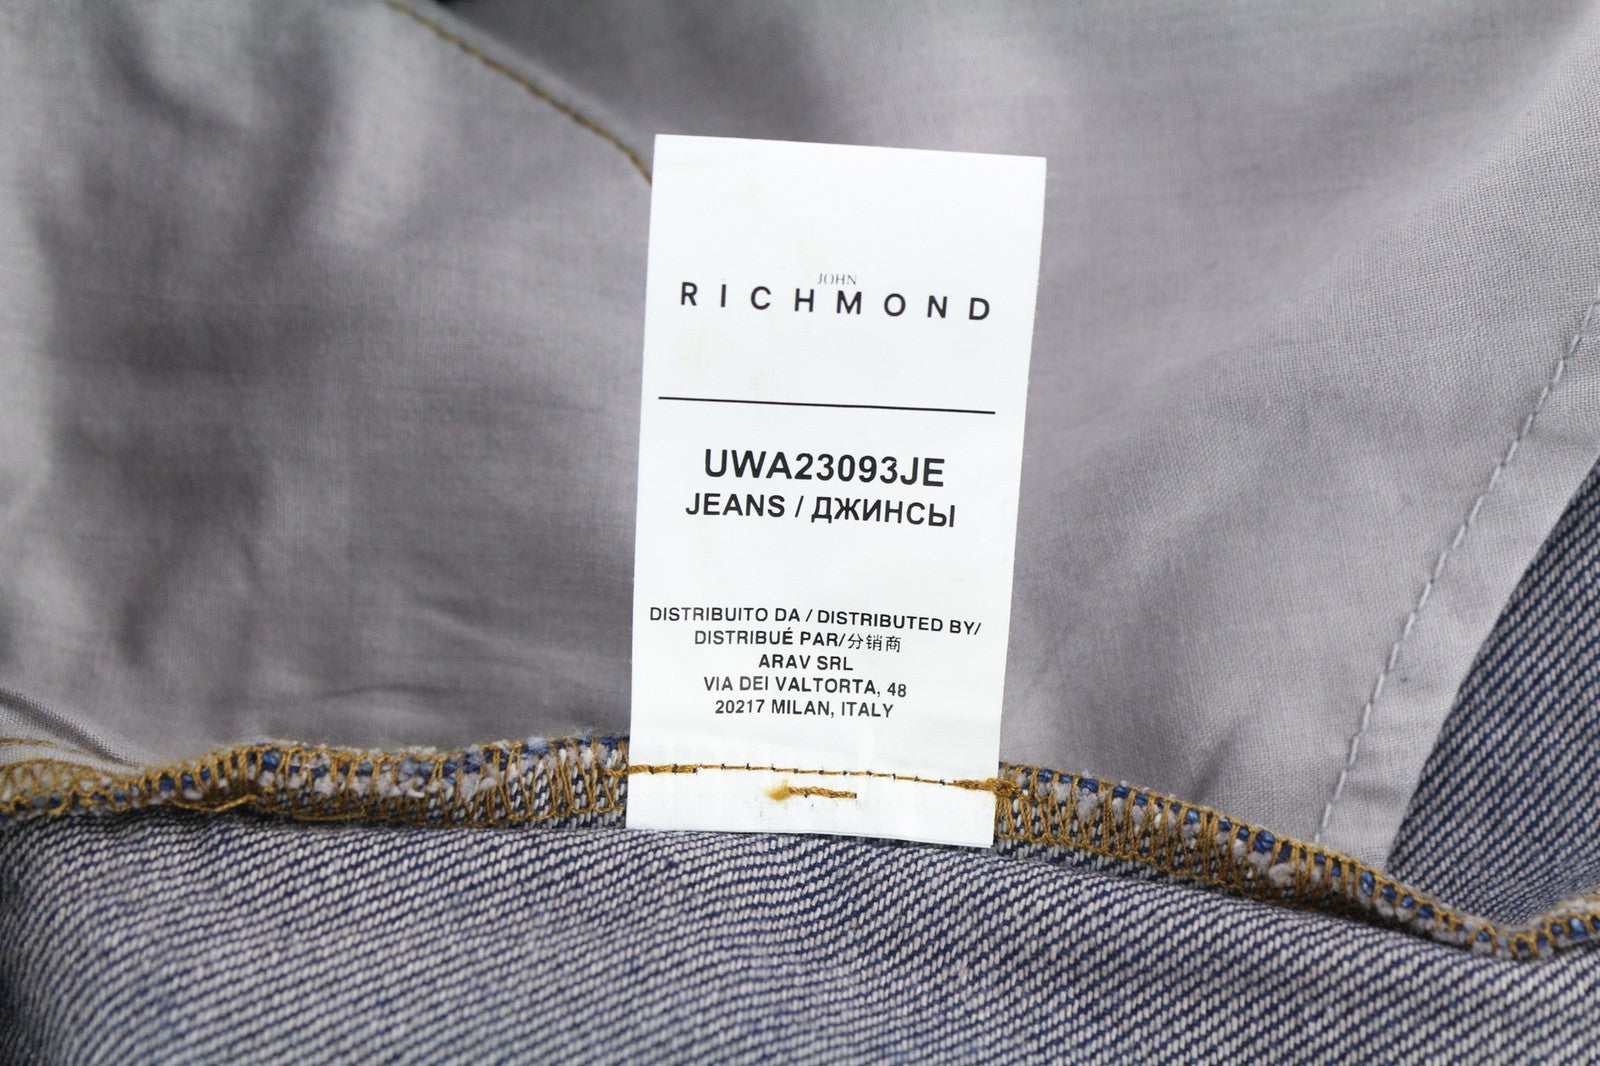 JOHN
RICHMOND
UWA23093JE
JEANS / ДЖИНСЫ
DISTRIBUITO DA / DISTRIBUTED BY/
DISTRIBUÉ PAR/分销商
ARAV SRL
VIA DEI VALTORTA, 48
20217 MILAN, ITALY